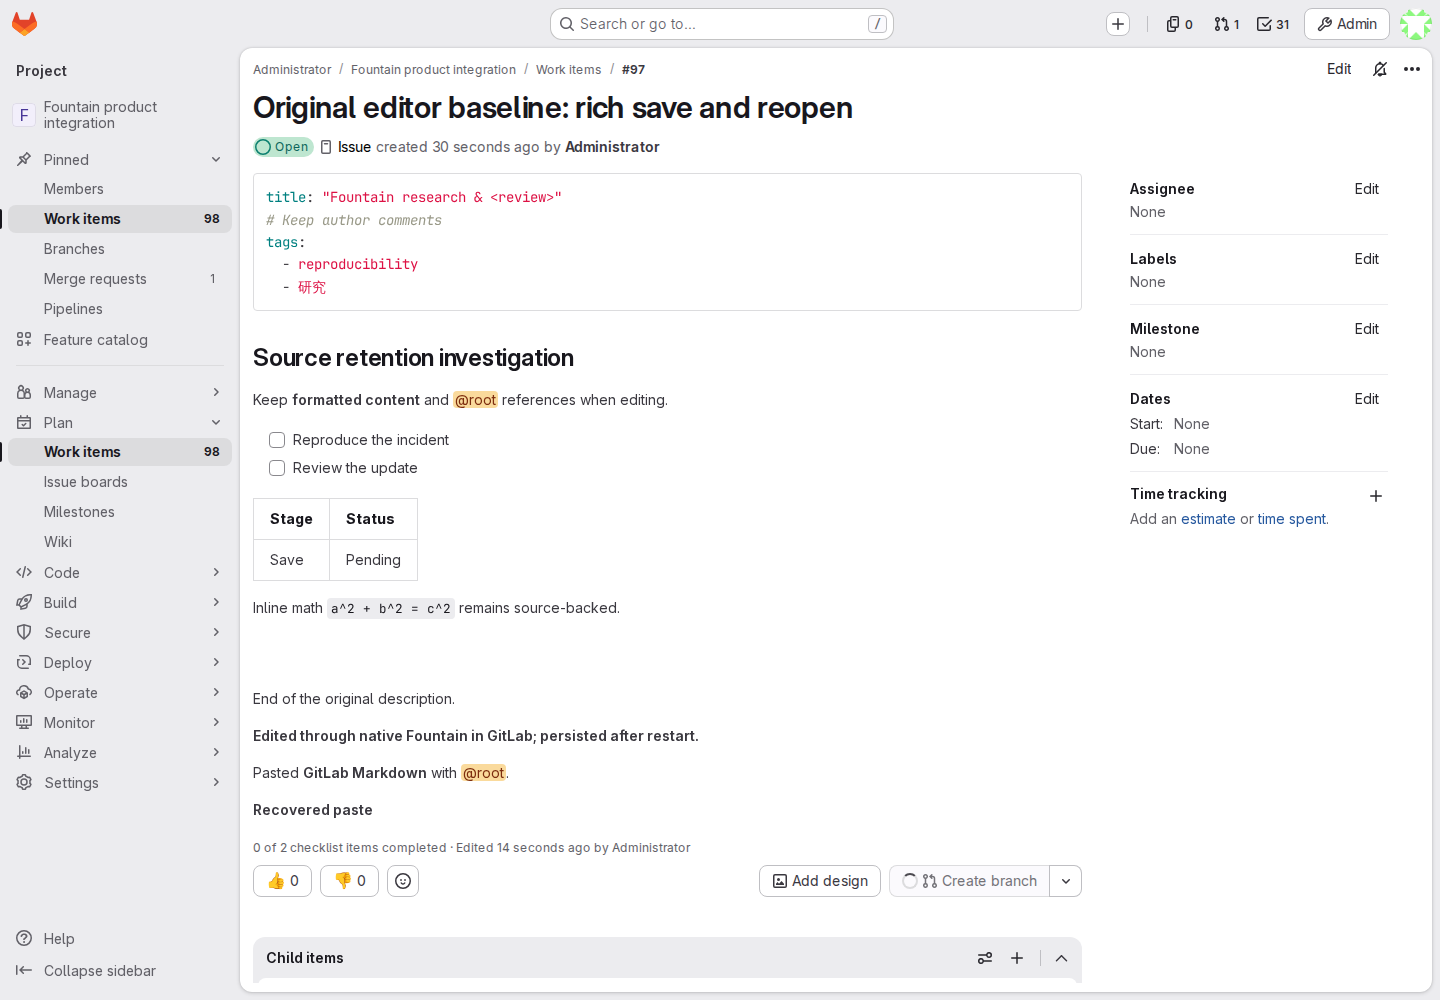 Search or go to...
/
0
1
31
Admin
Project
F
Fountain product integration
Pinned
Members
Work items
98
Branches
Merge requests
1
Pipelines
Feature catalog
Manage
Plan
Work items
98
Issue boards
Milestones
Wiki
Code
Build
Secure
Deploy
Operate
Monitor
Analyze
Settings
Help
Collapse sidebar
Administrator / Fountain product integration / Work items / #97
Edit
Original editor baseline: rich save and reopen
Open Issue created 30 seconds ago by Administrator
title: "Fountain research & <review>"
# Keep author comments
tags:
  - reproducibility
  - 研究
Source retention investigation
Keep formatted content and @root references when editing.
Reproduce the incident
Review the update
Stage Status
Save Pending
Inline math a^2 + b^2 = c^2 remains source-backed.
End of the original description.
Edited through native Fountain in GitLab; persisted after restart.
Pasted GitLab Markdown with @root.
Recovered paste
0 of 2 checklist items completed · Edited 14 seconds ago by Administrator
👍 0
👎 0
Add design
Create branch
Child items
Assignee
Edit
None
Labels
Edit
None
Milestone
Edit
None
Dates
Edit
Start: None
Due: None
Time tracking
Add an estimate or time spent.